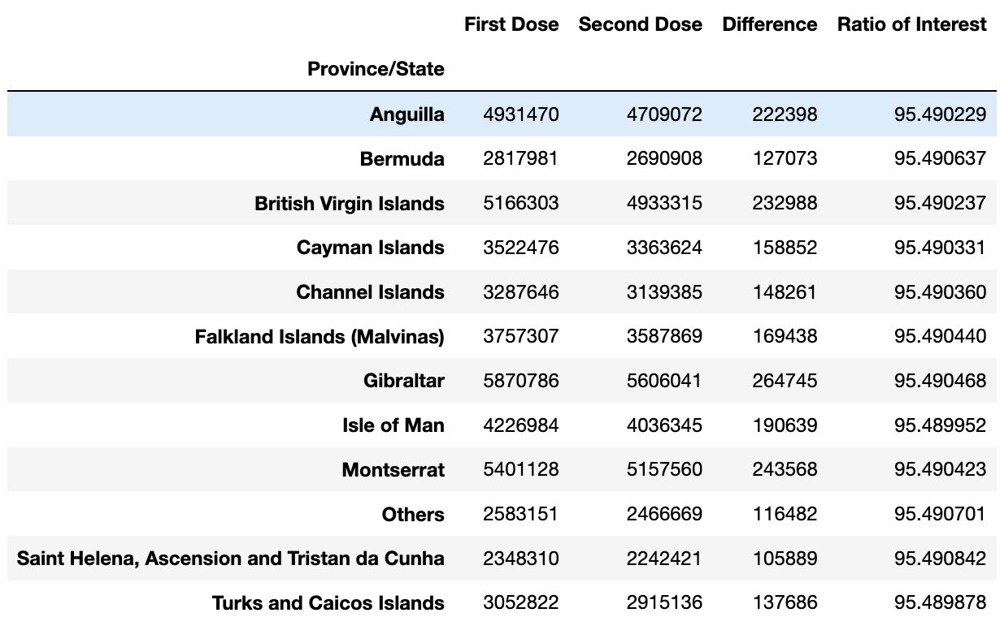 First Dose Second Dose Difference Ratio of Interest
Province/State
Anguilla 4931470 4709072 222398 95.490229
Bermuda 2817981 2690908 127073 95.490637
British Virgin Islands 5166303 4933315 232988 95.490237
Cayman Islands 3522476 3363624 158852 95.490331
Channel Islands 3287646 3139385 148261 95.490360
Falkland Islands (Malvinas) 3757307 3587869 169438 95.490440
Gibraltar 5870786 5606041 264745 95.490468
Isle of Man 4226984 4036345 190639 95.489952
Montserrat 5401128 5157560 243568 95.490423
Others 2583151 2466669 116482 95.490701
Saint Helena, Ascension and Tristan da Cunha 2348310 2242421 105889 95.490842
Turks and Caicos Islands 3052822 2915136 137686 95.489878